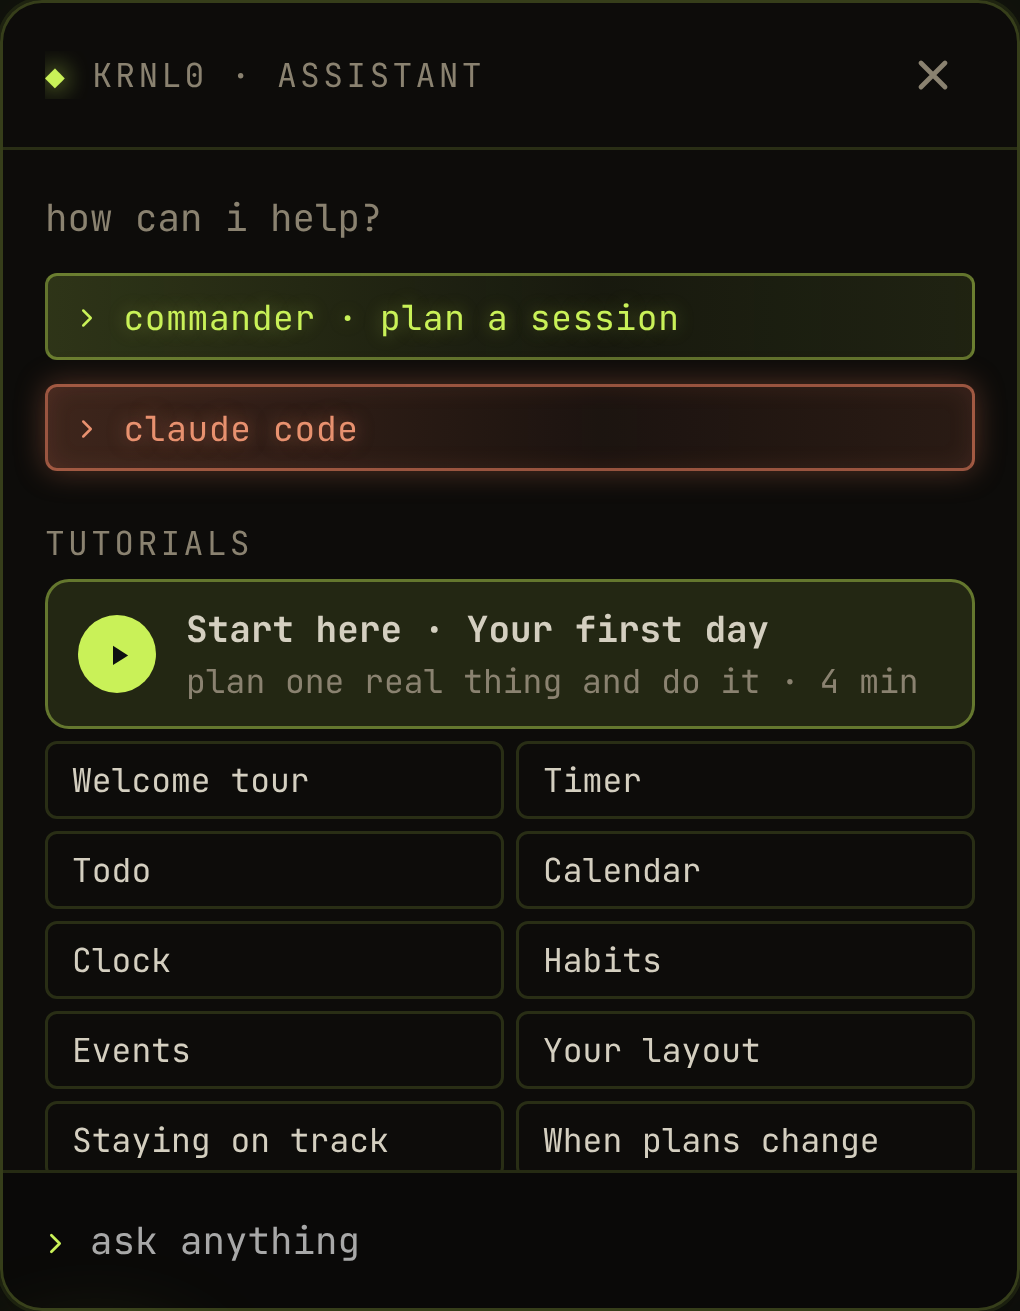 KRNL0 · ASSISTANT
how can i help?
› commander · plan a session
› claude code
TUTORIALS
Start here · Your first day
plan one real thing and do it · 4 min
Welcome tour
Timer
Todo
Calendar
Clock
Habits
Events
Your layout
Staying on track
When plans change
› ask anything